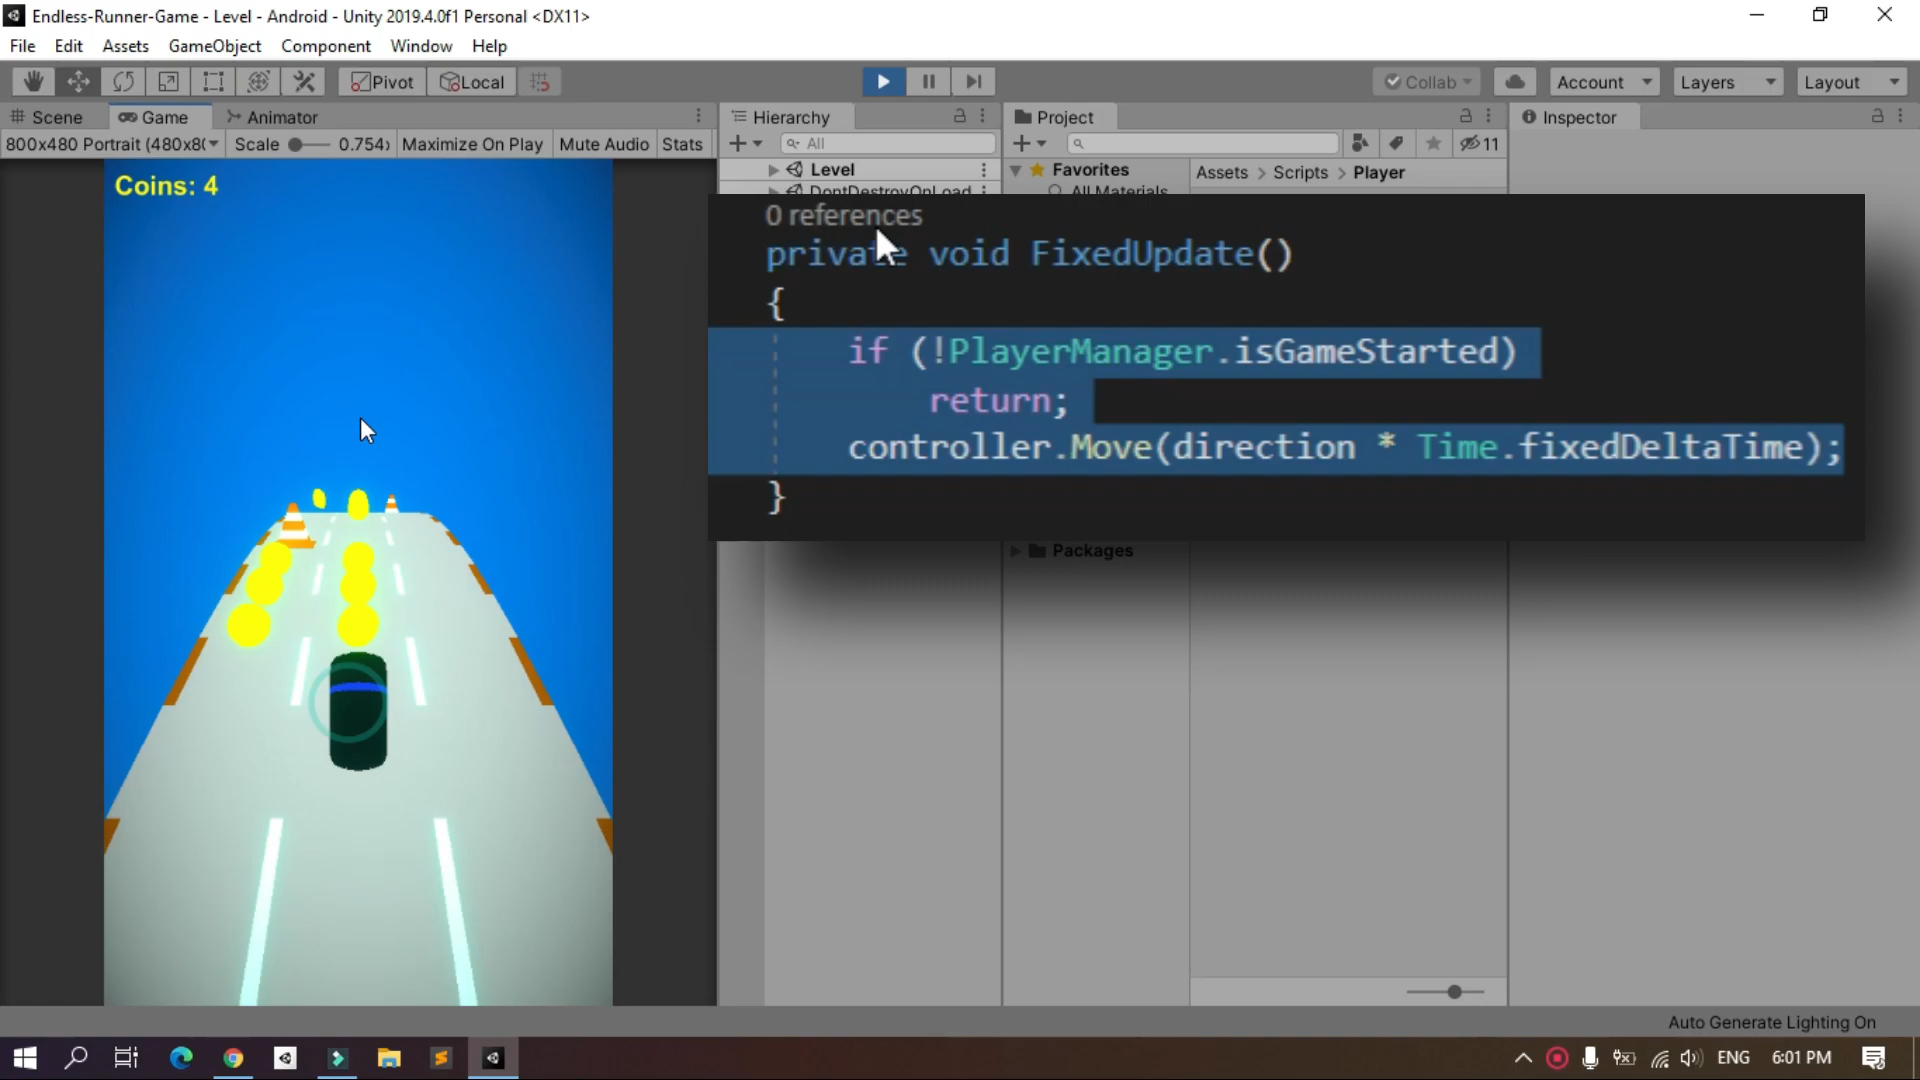 Endless-Runner-Game - Level - Android - Unity 2019.4.0f1 Personal <DX11>
File Edit Assets GameObject Component Window Help
Pivot Local Collab Account Layers Layout
Scene Game Animator Hierarchy Project Inspector
800x480 Portrait (480x8( Scale 0.754 Maximize On Play Mute Audio Stats All 11
Level Favorites Assets > Scripts > Player
DontDestroyOnLoad All Materials
Coins: 4
0 references
private void FixedUpdate()
{
if (!PlayerManager.isGameStarted)
return;
controller.Move(direction * Time.fixedDeltaTime);
}
Packages
Auto Generate Lighting On
ENG 6:01 PM